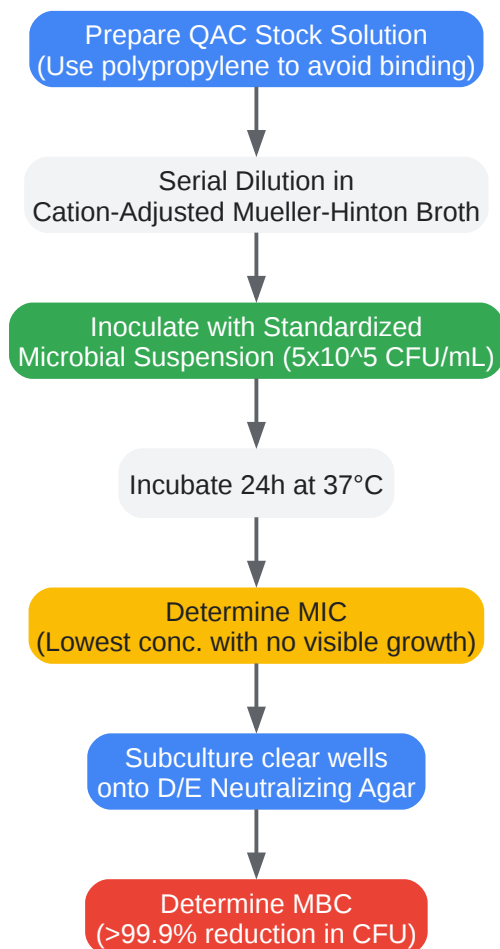 Prepare QAC Stock Solution
(Use polypropylene to avoid binding)
Serial Dilution in
Cation-Adjusted Mueller-Hinton Broth
Inoculate with Standardized
Microbial Suspension (5x10^5 CFU/mL)
Incubate 24h at 37°C
Determine MIC
(Lowest conc. with no visible growth)
Subculture clear wells
onto D/E Neutralizing Agar
Determine MBC
(>99.9% reduction in CFU)